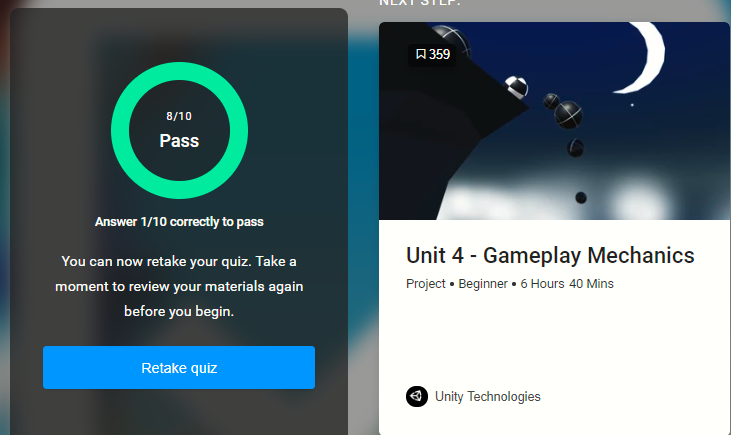 8/10
Pass
Answer 1/10 correctly to pass
You can now retake your quiz. Take a
moment to review your materials again
before you begin.
Retake quiz
NEXT STEP:
359
Unit 4 - Gameplay Mechanics
Project • Beginner • 6 Hours 40 Mins
Unity Technologies